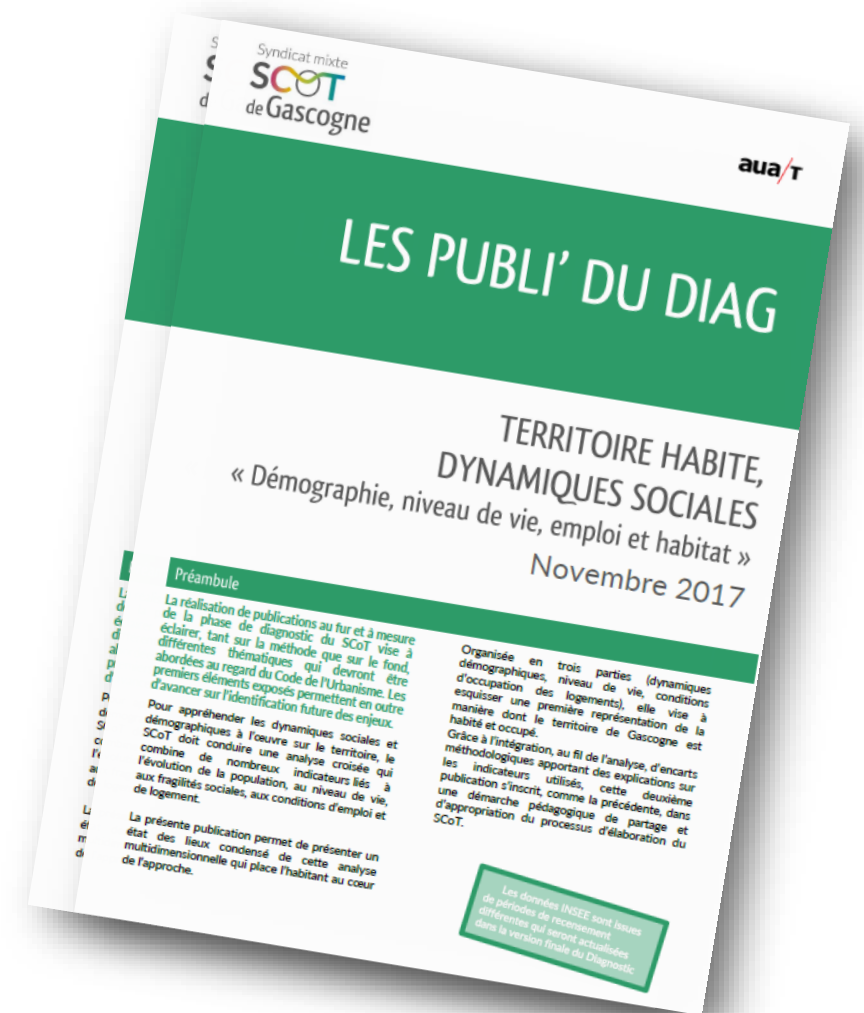 Syndicat mixte
SCOT
de Gascogne
aua/T
LES PUBLI’ DU DIAG
TERRITOIRE HABITE,
DYNAMIQUES SOCIALES
« Démographie, niveau de vie, emploi et habitat »
Novembre 2017
Préambule
La réalisation de publications au fur et à mesure
de la phase de diagnostic du SCoT vise à
éclairer, tant sur la méthode que sur le fond,
différentes thématiques qui devront être
abordées au regard du Code de l’Urbanisme. Les
premiers éléments exposés permettent en outre
d’avancer sur l’identification future des enjeux.
Pour appréhender les dynamiques sociales et
démographiques à l’œuvre sur le territoire, le
SCoT doit conduire une analyse croisée qui
combine de nombreux indicateurs liés à
l’évolution de la population, au niveau de vie,
aux fragilités sociales, aux conditions d’emploi et
de logement.
La présente publication permet de présenter un
état des lieux condensé de cette analyse
multidimensionnelle qui place l’habitant au cœur
de l’approche.
Organisée en trois parties (dynamiques
démographiques, niveau de vie, conditions
d’occupation des logements), elle vise à
esquisser une première représentation de la
manière dont le territoire de Gascogne est
habité et occupé.
Grâce à l’intégration, au fil de l’analyse, d’encarts
méthodologiques apportant des explications sur
les indicateurs utilisés, cette deuxième
publication s’inscrit, comme la précédente, dans
une démarche pédagogique de partage et
d’appropriation du processus d’élaboration du
SCoT.
Les données INSEE sont issues
de périodes de recensement
différentes qui seront actualisées
dans la version finale du Diagnostic